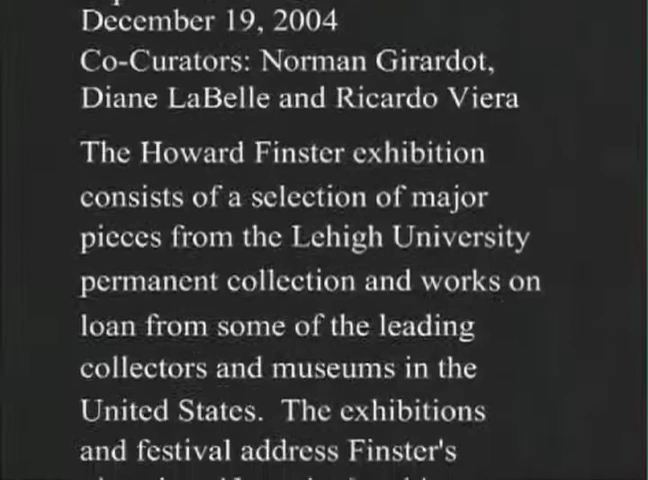 December 19, 2004
Co-Curators: Norman Girardot,
Diane LaBelle and Ricardo Viera
The Howard Finster exhibition
consists of a selection of major
pieces from the Lehigh University
permanent collection and works on
loan from some of the leading
collectors and museums in the
United States.  The exhibitions
and festival address Finster's